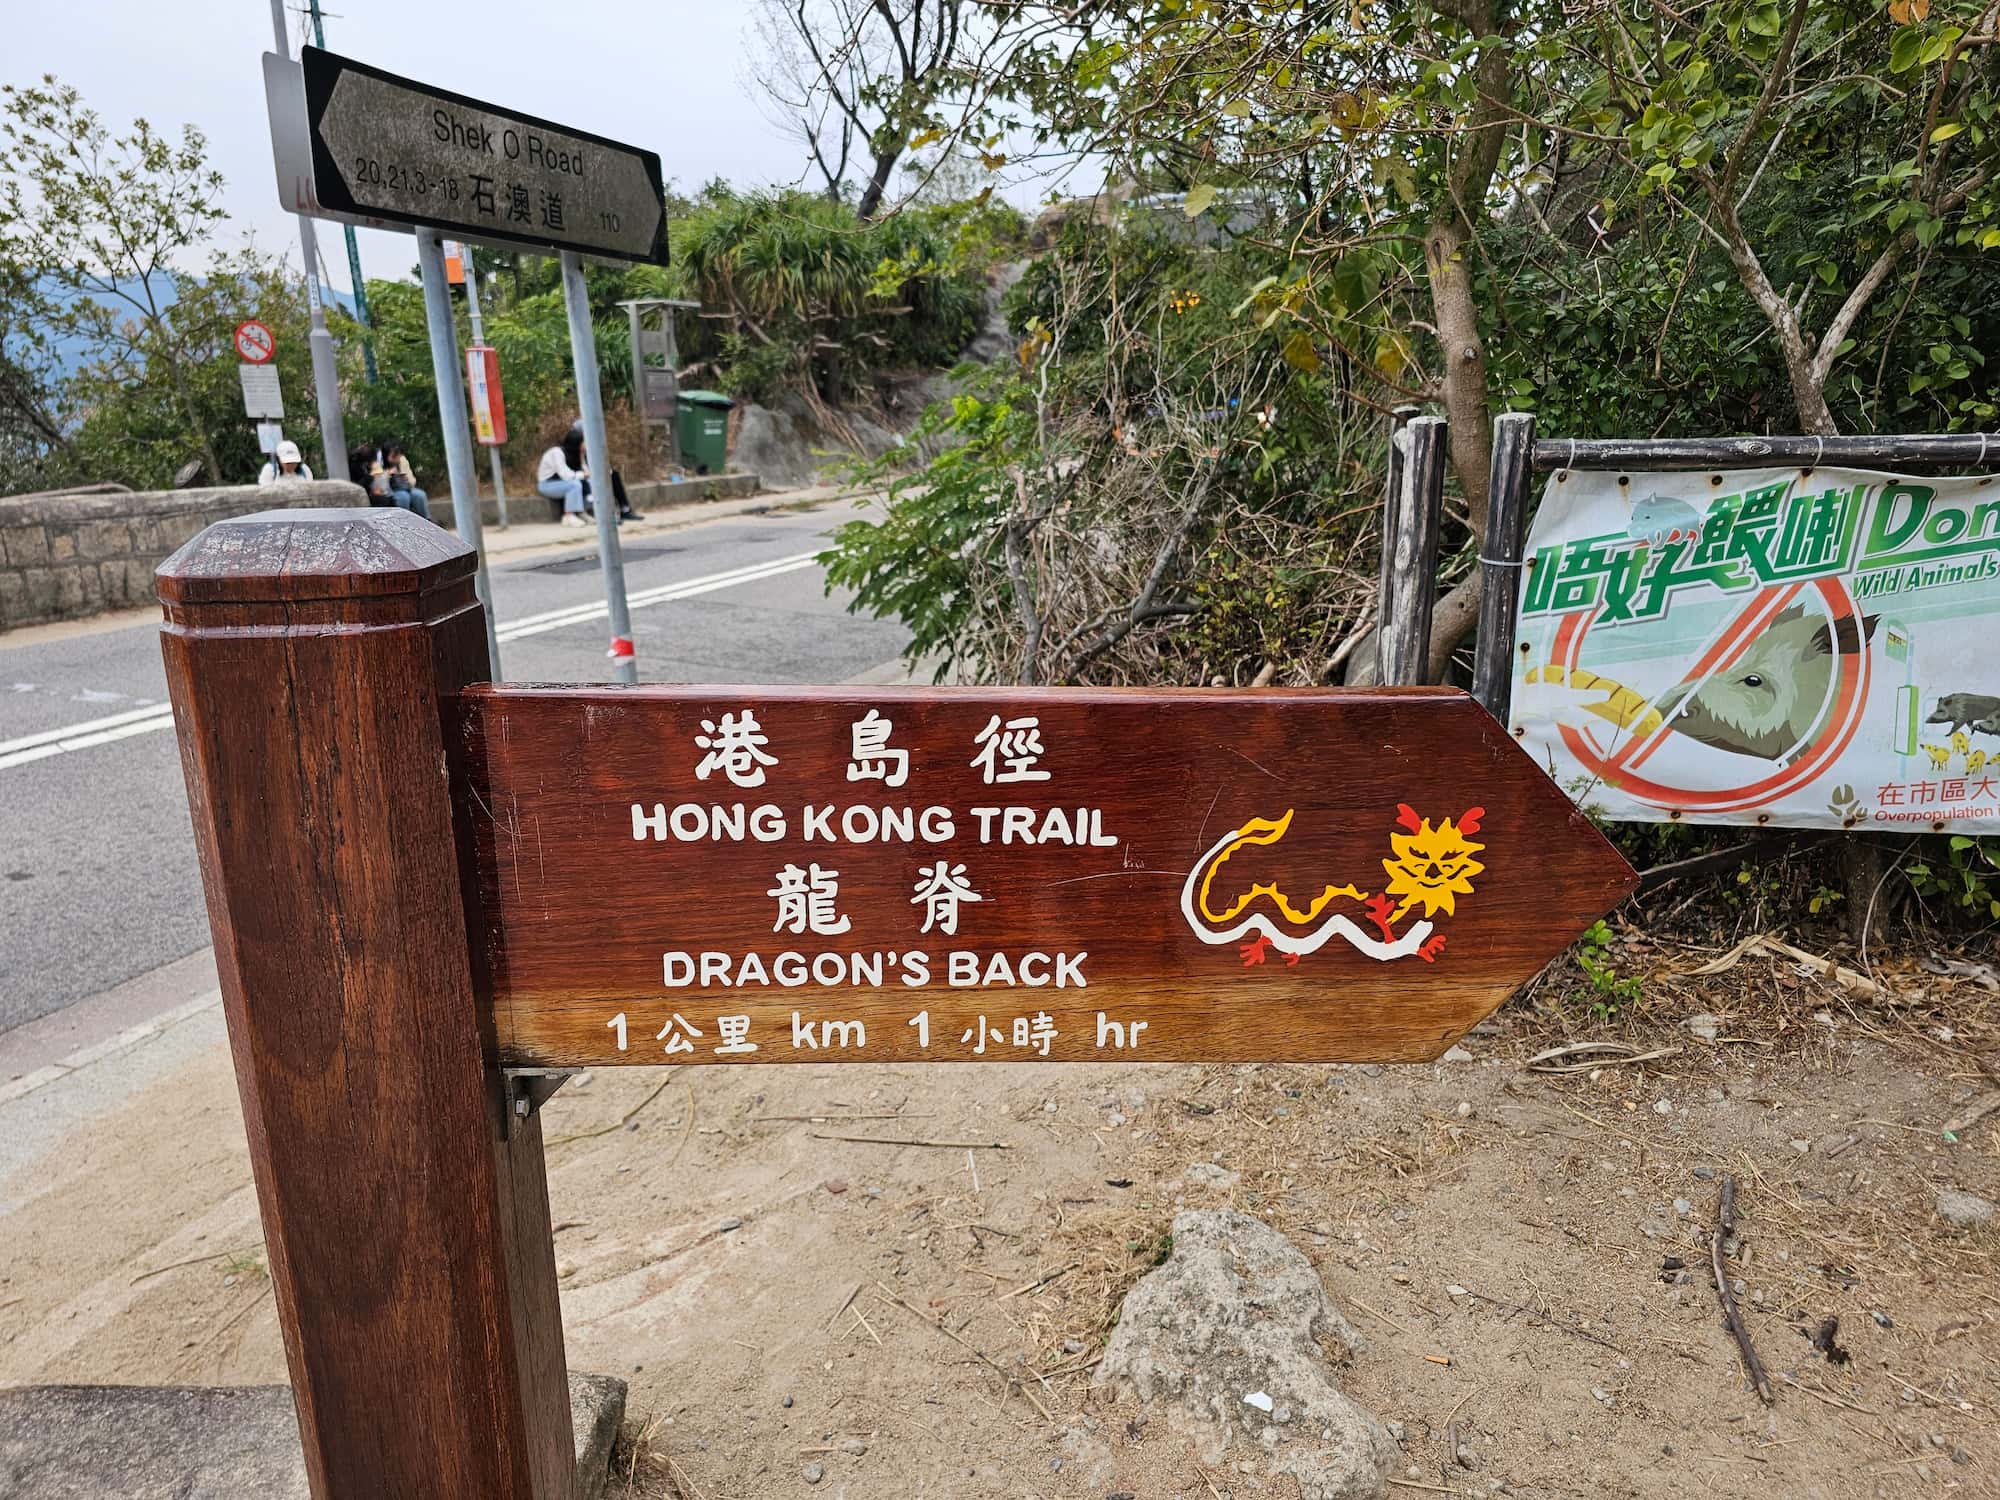 Shek O Road
20,21,3-18 石澳道 110
港島徑
HONG KONG TRAIL
龍脊
DRAGON'S BACK
1 公里 km 1 小時 hr
唔好餵喇 Don
Wild Animals
在市區大
Overpopulation